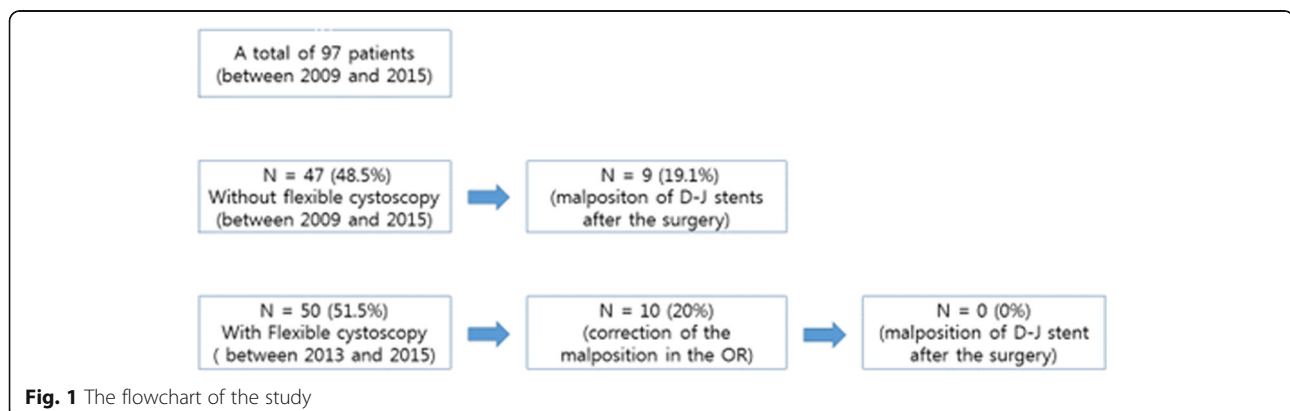 A total of 97 patients
(between 2009 and 2015)
N = 47 (48.5%)
Without flexible cystoscopy
(between 2009 and 2015)
N = 9 (19.1%)
(malpositon of D-J stents
after the surgery)
N = 50 (51.5%)
With Flexible cystoscopy
( between 2013 and 2015)
N = 10 (20%)
(correction of the
malposition in the OR)
N = 0 (0%)
(malposition of D-J stent
after the surgery)
Fig. 1 The flowchart of the study